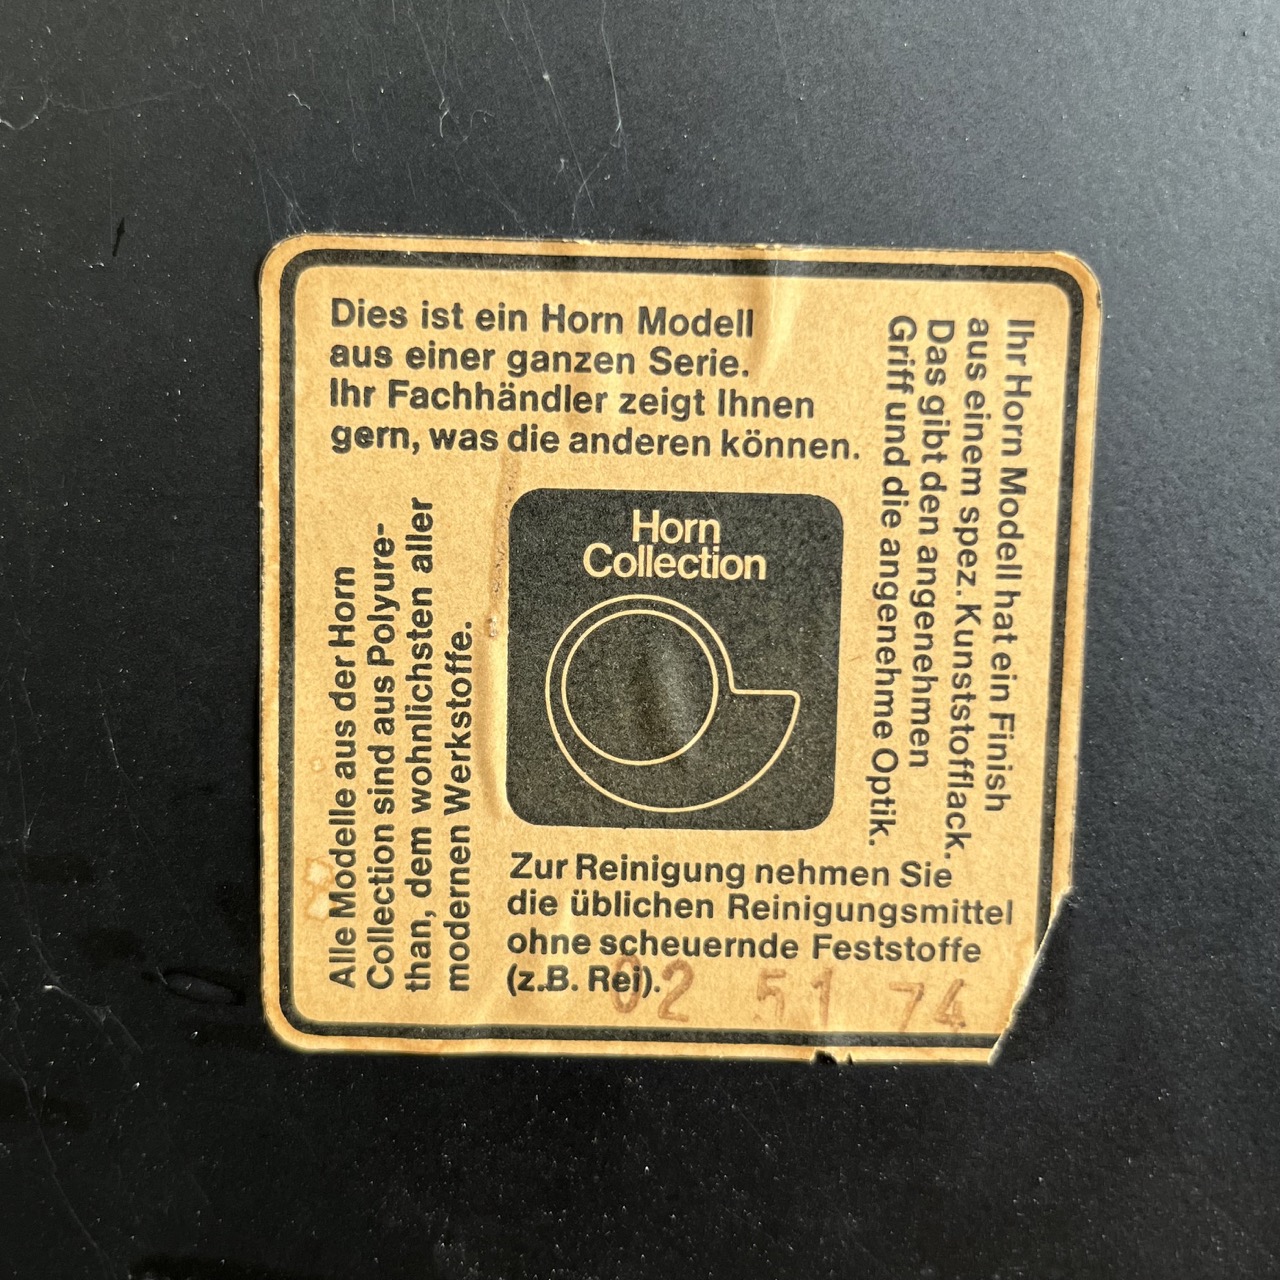 Dies ist ein Horn Modell
aus einer ganzen Serie.
Ihr Fachhändler zeigt Ihnen
gern, was die anderen können.
Ihr Horn Modell hat ein Finish
aus einem spez. Kunststofflack.
Das gibt den angenehmen
Griff und die angenehme Optik.
Zur Reinigung nehmen Sie
die üblichen Reinigungsmittel
ohne scheuernde Feststoffe
(z.B. Rei).
02 51 74
Alle Modelle aus der Horn
Collection sind aus Polyure-
than, dem wohnlichsten aller
modernen Werkstoffe.
Horn
Collection